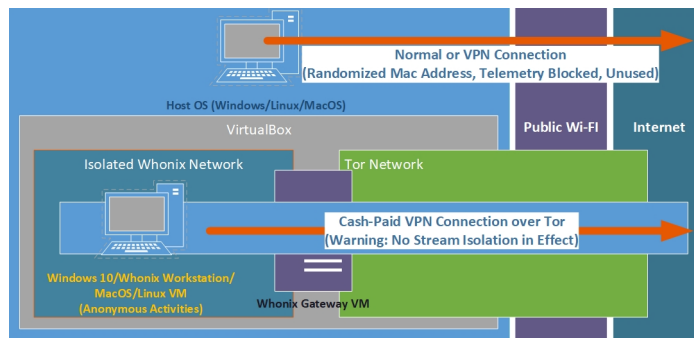 Normal or VPN Connection
(Randomized Mac Address, Telemetry Blocked, Unused)
Host OS (Windows/Linux/MacOS)
VirtualBox
Public Wi-FI
Internet
Isolated Whonix Network
Tor Network
Cash-Paid VPN Connection over Tor
(Warning: No Stream Isolation in Effect)
Windows 10/Whonix Workstation/
MacOS/Linux VM
(Anonymous Activities)
Whonix Gateway VM